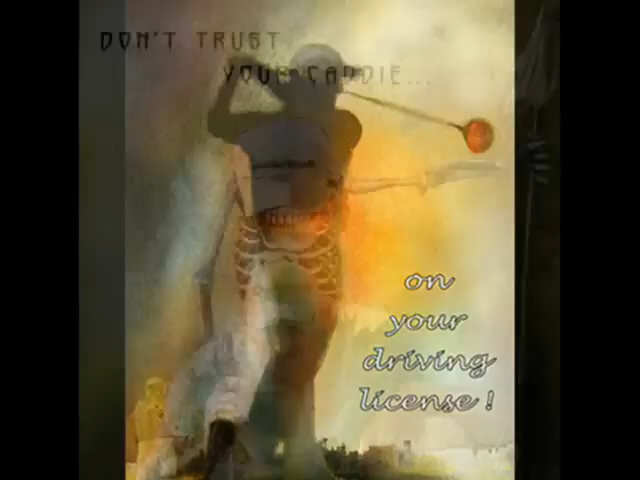 DON'T TRUST
YOUR CADDIE...
on
your
driving
license !